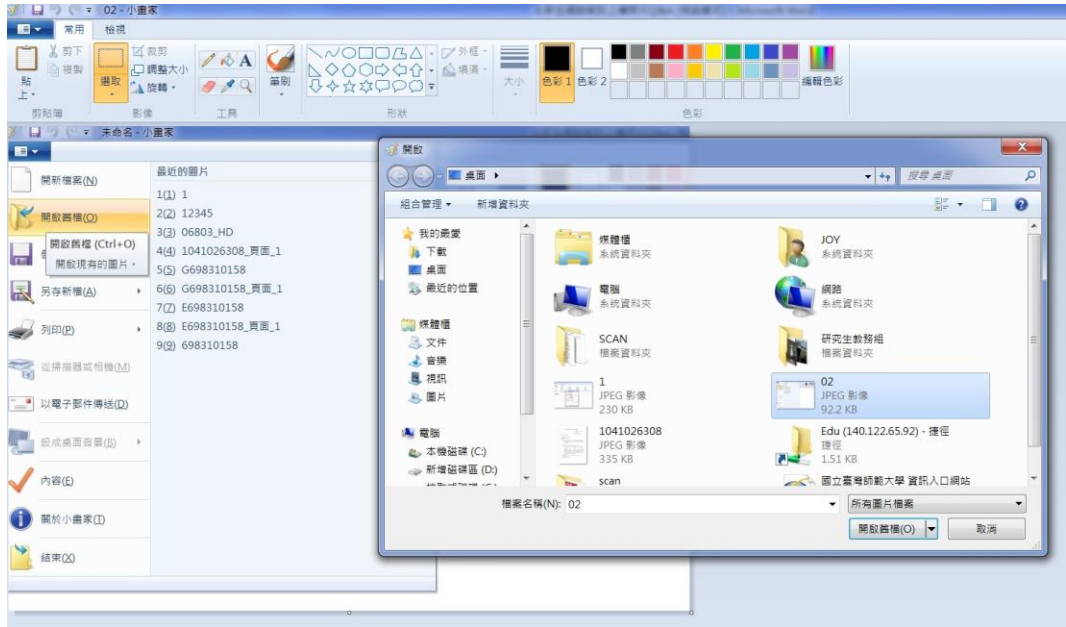 02 - 小畫家
常用 檢視
貼上
剪下
複製
剪貼簿
選取
裁剪
調整大小
旋轉
影像
A
工具
筆刷
外框
填滿
形狀
大小
色彩 1
色彩 2
編輯色彩
色彩
未命名 - 小畫家
開新檔案(N)
開啟舊檔(O)
開啟舊檔 (Ctrl+O)
開啟現有的圖片。
另存新檔(A)
列印(P)
從掃描器或相機(M)
以電子郵件傳送(D)
設成桌面背景(B)
內容(E)
關於小畫家(T)
結束(X)
最近的圖片
1(1) 1
2(2) 12345
3(3) 06803_HD
4(4) 1041026308_頁面_1
5(5) G698310158
6(6) G698310158_頁面_1
7(7) E698310158
8(8) E698310158_頁面_1
9(9) 698310158
開啟
桌面
搜尋 桌面
組合管理 新增資料夾
我的最愛
下載
桌面
最近的位置
媒體櫃
文件
音樂
視訊
圖片
電腦
本機磁碟 (C:)
新增磁碟區 (D:)
媒體櫃
系統資料夾
JOY
系統資料夾
電腦
系統資料夾
網路
系統資料夾
SCAN
檔案資料夾
研究生教務組
檔案資料夾
1
JPEG 影像
230 KB
02
JPEG 影像
92.2 KB
1041026308
JPEG 影像
335 KB
Edu (140.122.65.92) - 捷徑
捷徑
1.51 KB
scan
國立臺灣師範大學 資訊入口網站
檔案名稱(N): 02
所有圖片檔案
開啟舊檔(O) 取消